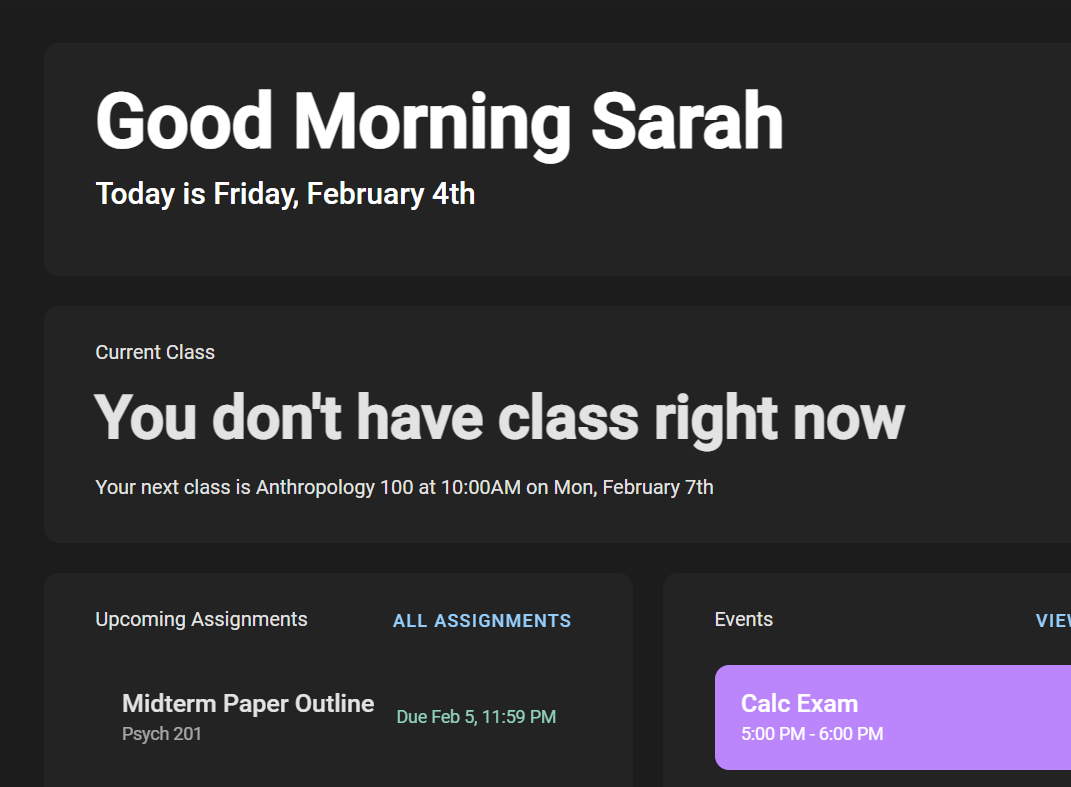 Good Morning Sarah
Today is Friday, February 4th
Current Class
You don't have class right now
Your next class is Anthropology 100 at 10:00AM on Mon, February 7th
Upcoming Assignments
ALL ASSIGNMENTS
Midterm Paper Outline
Psych 201
Due Feb 5, 11:59 PM
Events
Calc Exam
5:00 PM - 6:00 PM